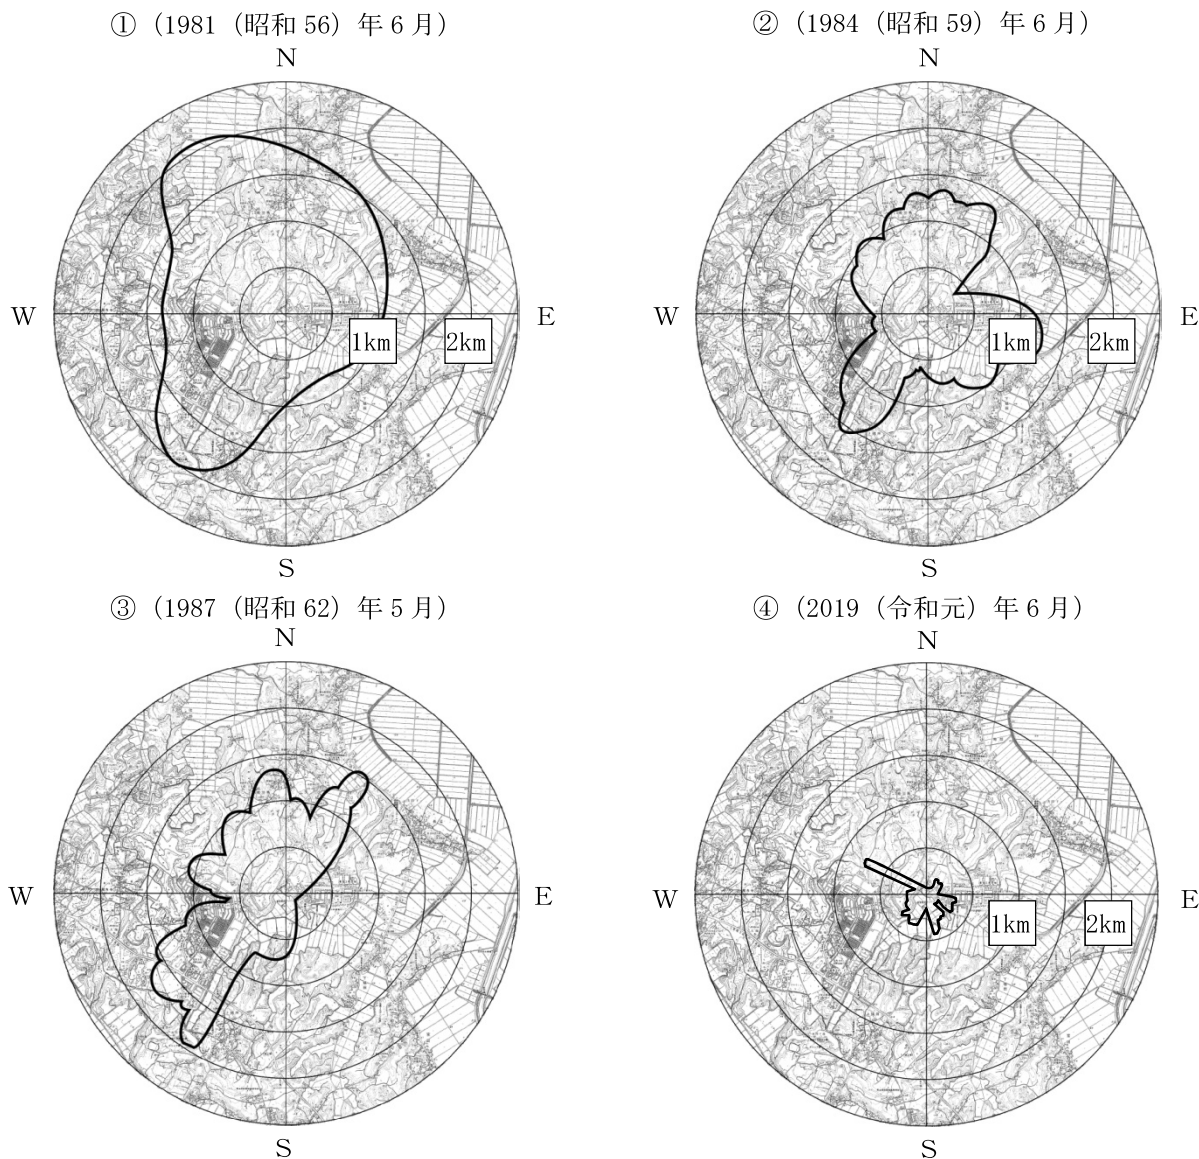 ① (1981 (昭和 56) 年 6 月)
N
W
E
1km
2km
S
② (1984 (昭和 59) 年 6 月)
N
W
E
1km
2km
S
③ (1987 (昭和 62) 年 5 月)
N
W
E
S
④ (2019 (令和元) 年 6 月)
N
W
E
1km
2km
S